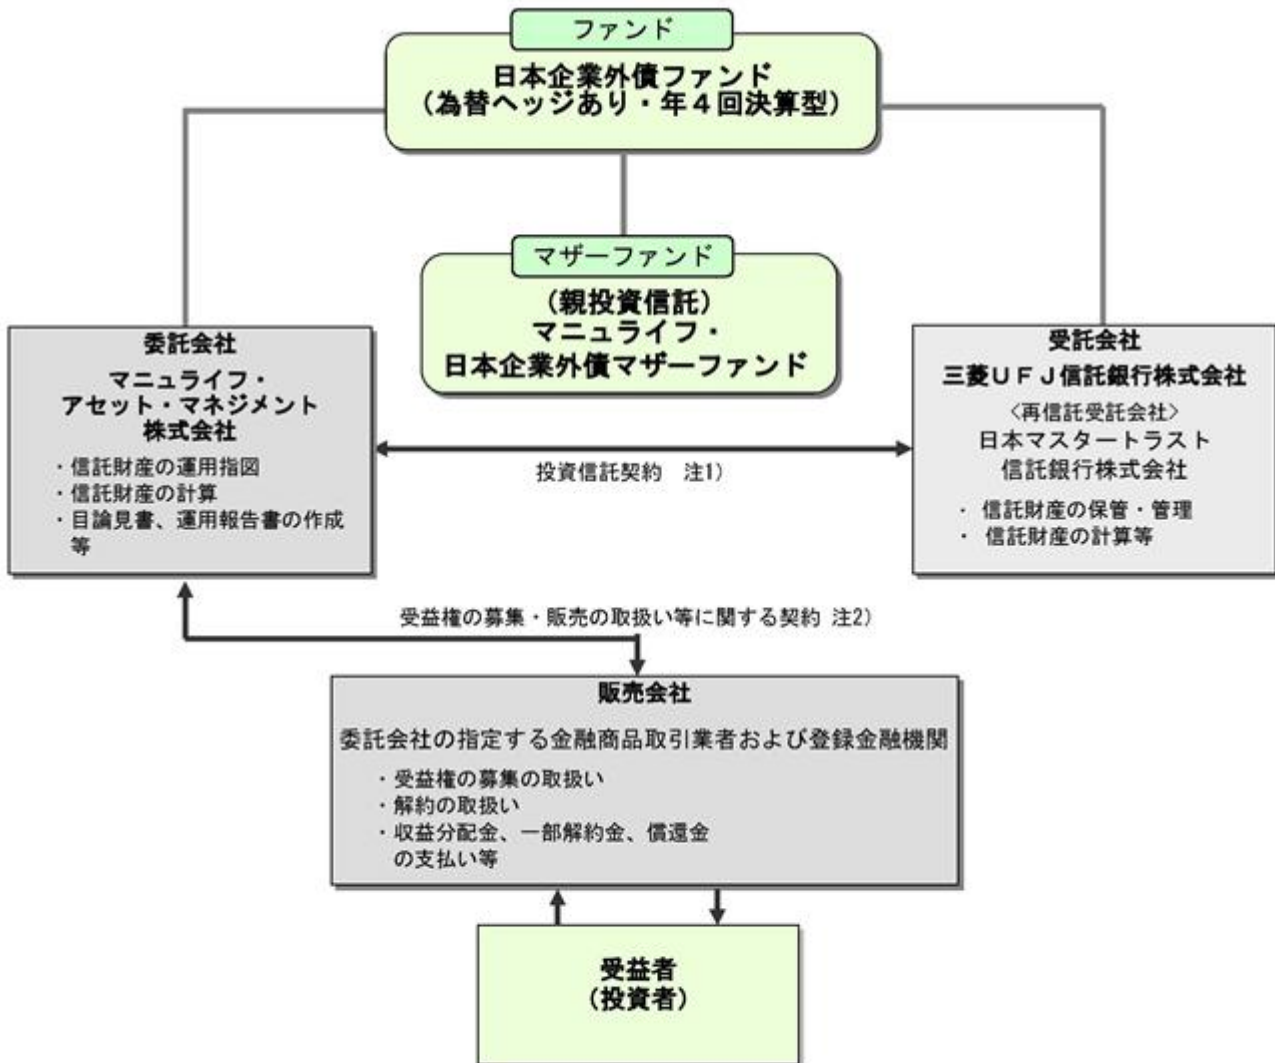 ファンド
日本企業外債ファンド
（為替ヘッジあり・年４回決算型）
マザーファンド
（親投資信託）
マニュライフ・
日本企業外債マザーファンド
委託会社
マニュライフ・
アセット・マネジメント
株式会社
・信託財産の運用指図
・信託財産の計算
・目論見書、運用報告書の作成
等
投資信託契約　注1）
受託会社
三菱ＵＦＪ信託銀行株式会社
〈再信託受託会社〉
日本マスタートラスト
信託銀行株式会社
・ 信託財産の保管・管理
・ 信託財産の計算等
受益権の募集・販売の取扱い等に関する契約 注2）
販売会社
委託会社の指定する金融商品取引業者および登録金融機関
・受益権の募集の取扱い
・解約の取扱い
・収益分配金、一部解約金、償還金
の支払い等
受益者
（投資者）